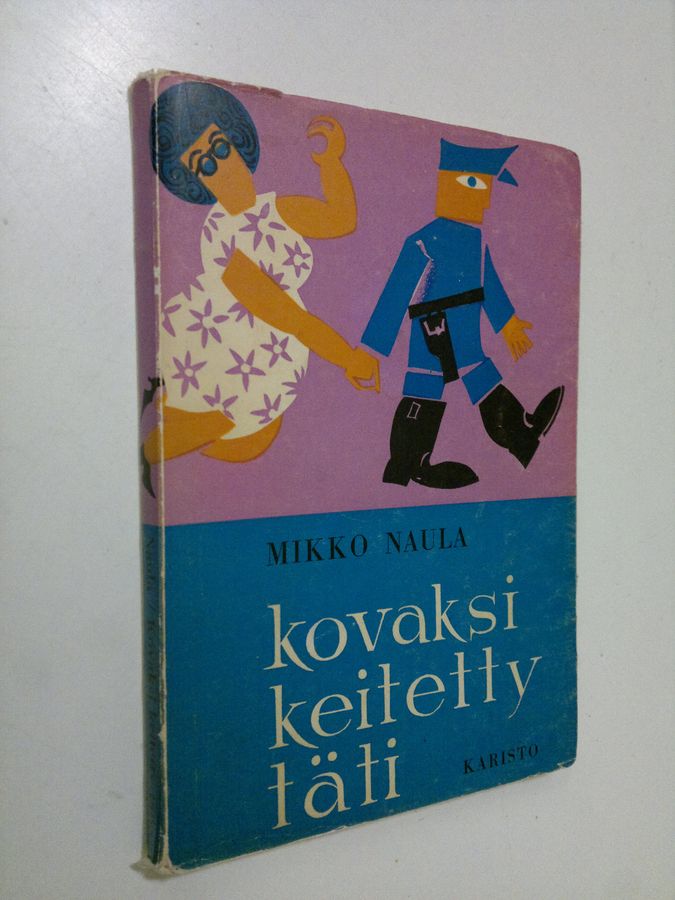 MIKKO NAULA
kovaksi
keitetty
täti
KARISTO